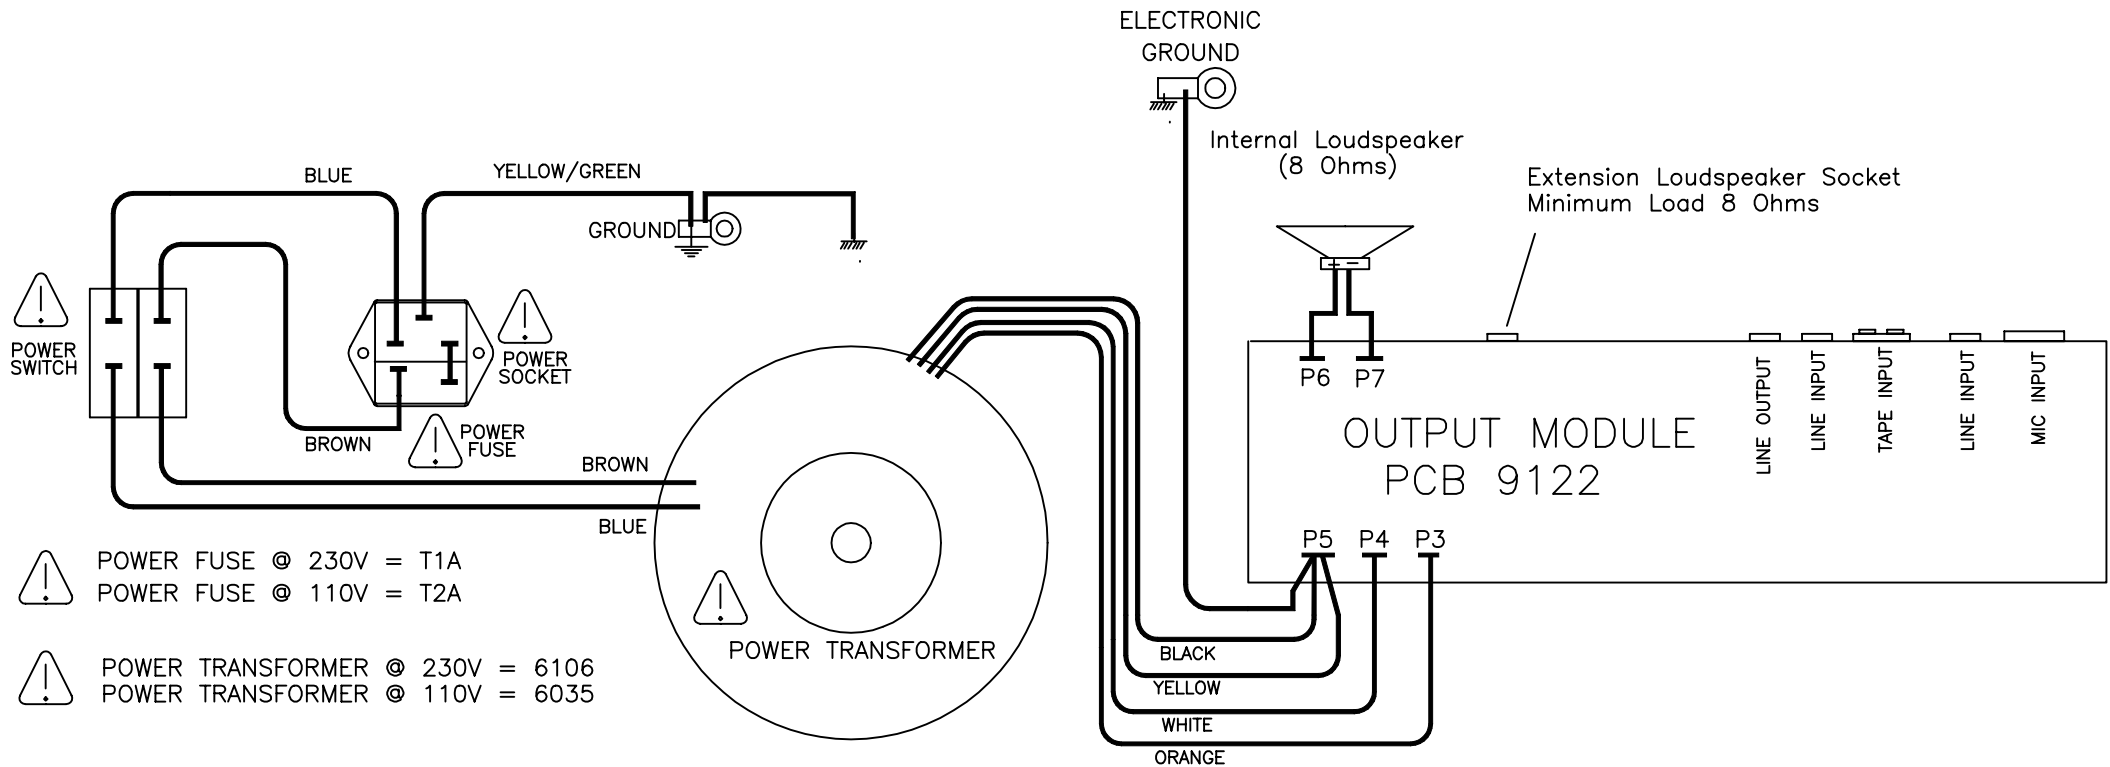 ELECTRONIC
GROUND
Internal Loudspeaker
(8 Ohms)
Extension Loudspeaker Socket
Minimum Load 8 Ohms
BLUE
YELLOW/GREEN
GROUND
POWER
SWITCH
POWER
SOCKET
BROWN
POWER
FUSE
BROWN
BLUE
+ −
P6 P7
LINE OUTPUT
LINE INPUT
TAPE INPUT
LINE INPUT
MIC INPUT
OUTPUT MODULE
PCB 9122
P5 P4 P3
POWER FUSE @ 230V = T1A
POWER FUSE @ 110V = T2A
POWER TRANSFORMER @ 230V = 6106
POWER TRANSFORMER @ 110V = 6035
POWER TRANSFORMER
BLACK
YELLOW
WHITE
ORANGE